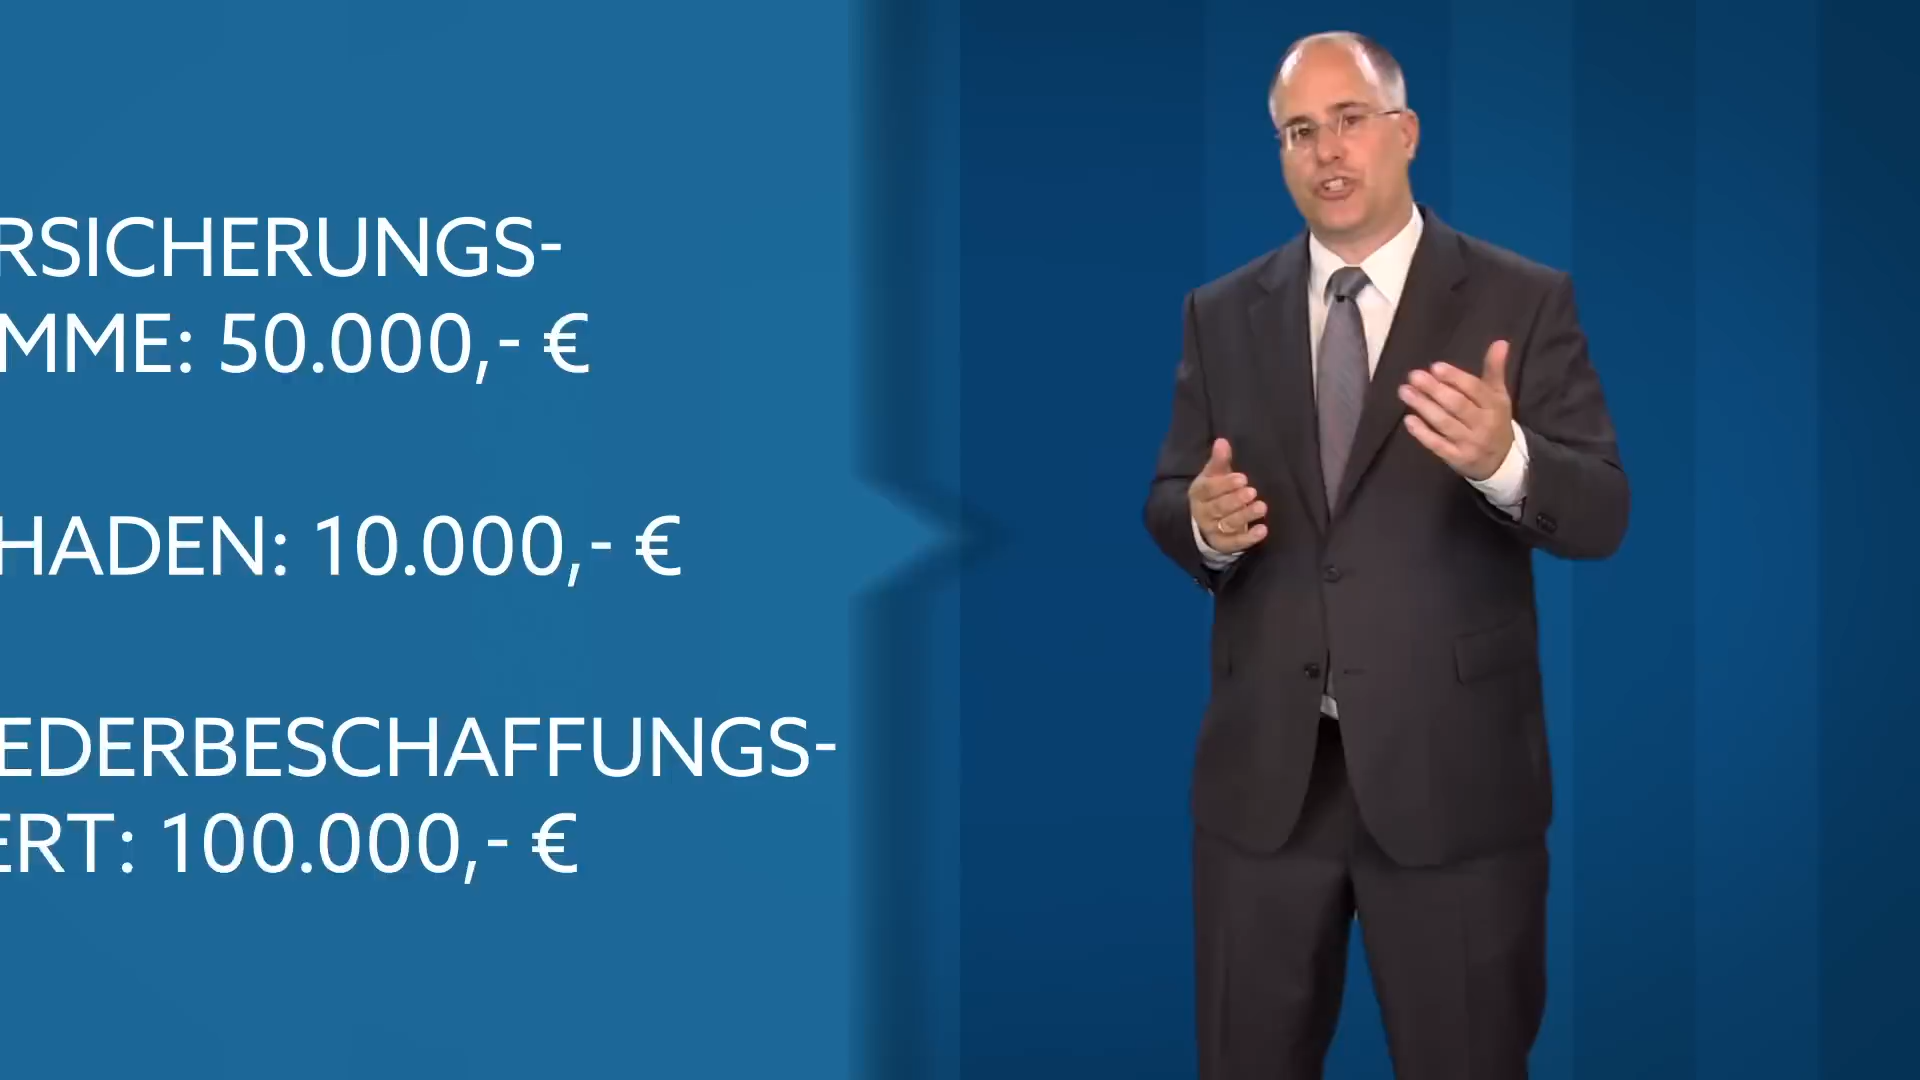 RSICHERUNGS-
MME: 50.000,- €
HADEN: 10.000,- €
EDERBESCHAFFUNGS-
ERT: 100.000,- €